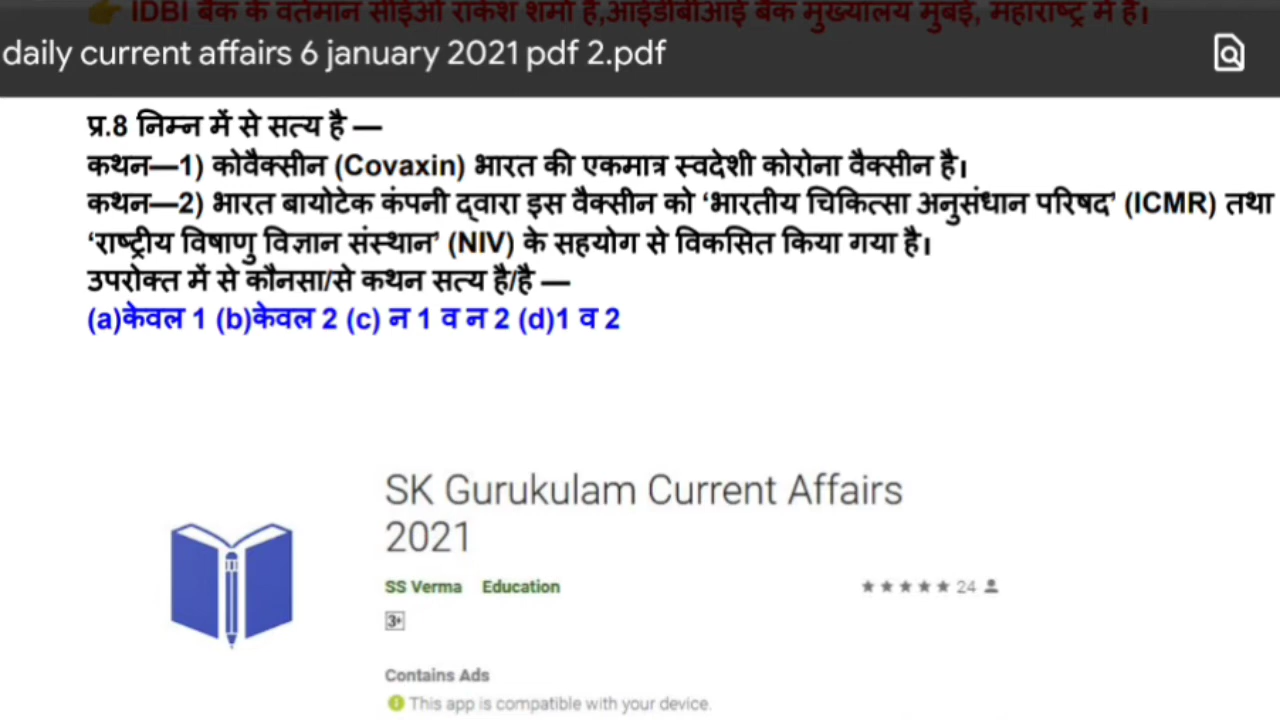 👉 IDBI बैंक के वर्तमान सीईओ राकेश शर्मा है,आईडीबीआई बैंक मुख्यालय मुंबई, महाराष्ट्र में है।
daily current affairs 6 january 2021 pdf 2.pdf
प्र.8 निम्न में से सत्य है —
कथन—1) कोवैक्सीन (Covaxin) भारत की एकमात्र स्वदेशी कोरोना वैक्सीन है।
कथन—2) भारत बायोटेक कंपनी द्वारा इस वैक्सीन को ‘भारतीय चिकित्सा अनुसंधान परिषद’ (ICMR) तथा
‘राष्ट्रीय विषाणु विज्ञान संस्थान’ (NIV) के सहयोग से विकसित किया गया है।
उपरोक्त में से कौनसा/से कथन सत्य है/है —
(a)केवल 1 (b)केवल 2 (c) न 1 व न 2 (d)1 व 2
SK Gurukulam Current Affairs
2021
SS Verma Education
★★★★★ 24
3+
Contains Ads
This app is compatible with your device.